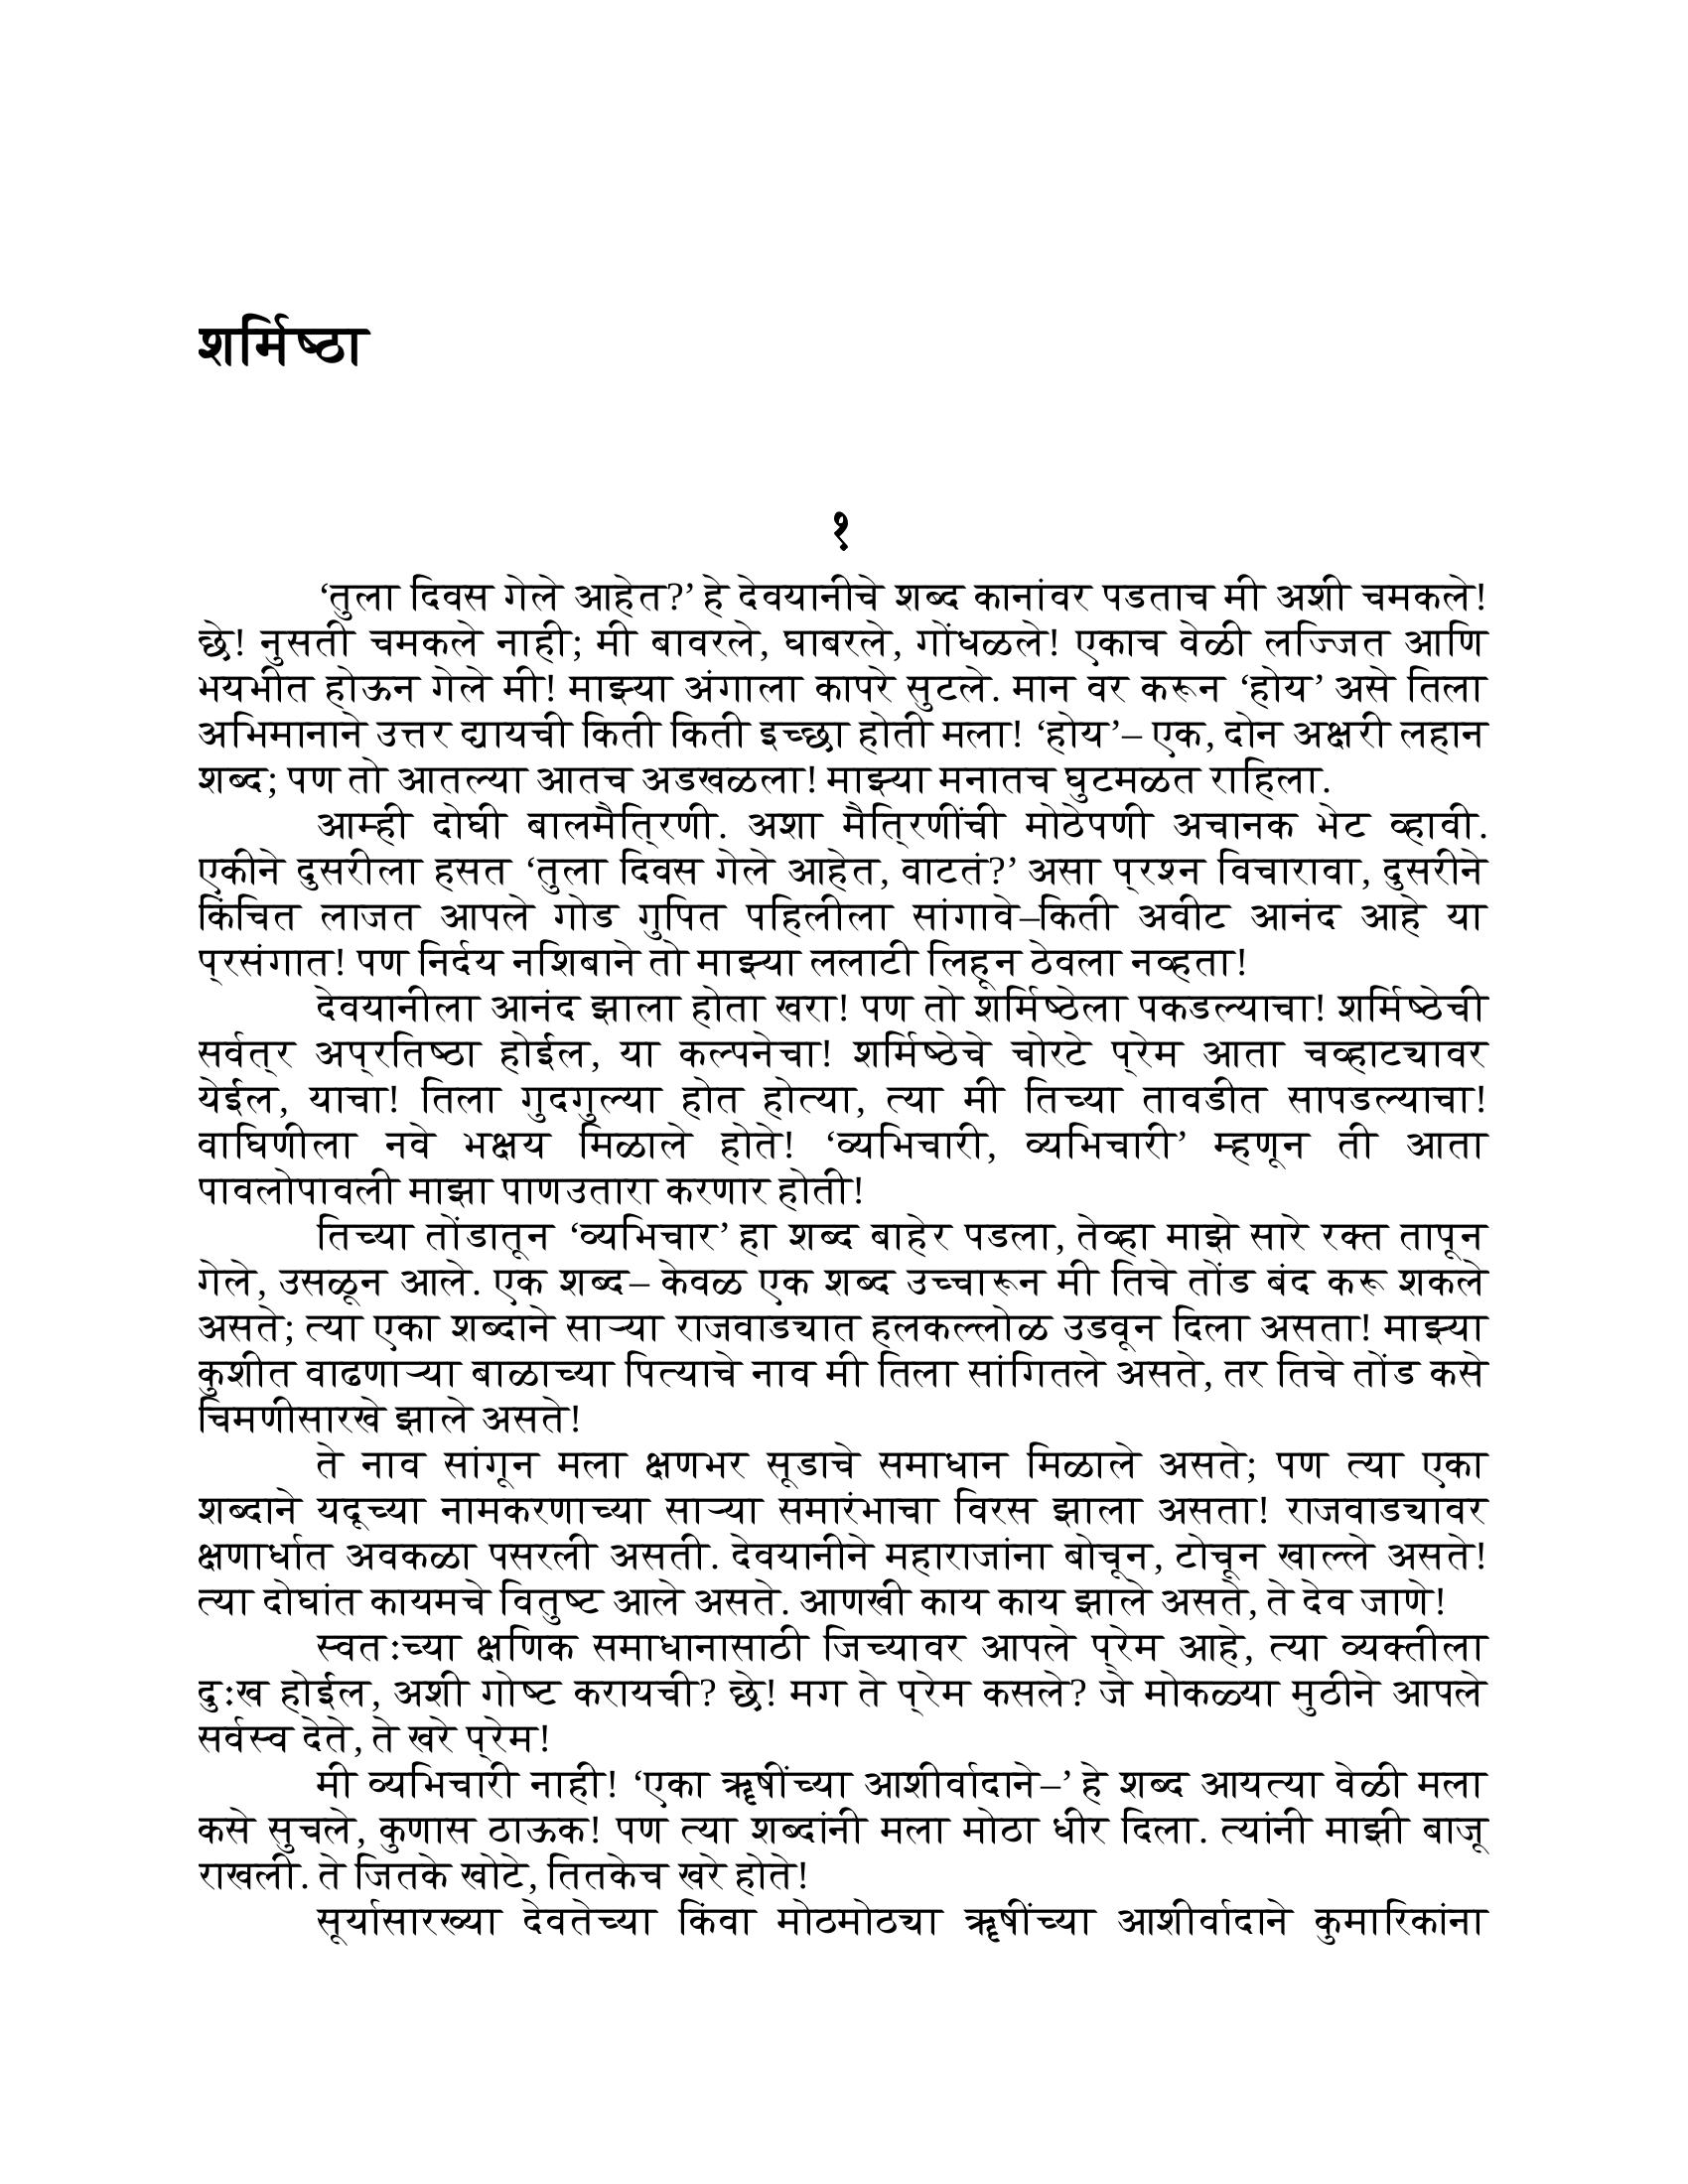 शर्मिष्ठा
१
‘तुला दिवस गेले आहेत?’ हे देवयानीचे शब्द कानांवर पडताच मी अशी चमकले!
छे! नुसती चमकले नाही; मी बावरले, घाबरले, गोंधळले! एकाच वेळी लज्जित आणि
भयभीत होऊन गेले मी! माझ्या अंगाला कापरे सुटले. मान वर करून ‘होय’ असे तिला
अभिमानाने उत्तर द्यायची किती किती इच्छा होती मला! ‘होय’– एक, दोन अक्षरी लहान
शब्द; पण तो आतल्या आतच अडखळला! माझ्या मनातच घुटमळत राहिला.
आम्ही दोघी बालमैत्रिणी. अशा मैत्रिणींची मोठेपणी अचानक भेट व्हावी.
एकीने दुसरीला हसत ‘तुला दिवस गेले आहेत, वाटतं?’ असा प्रश्न विचारावा, दुसरीने
किंचित लाजत आपले गोड गुपित पहिलीला सांगावे–किती अवीट आनंद आहे या
प्रसंगात! पण निर्दय नशिबाने तो माझ्या ललाटी लिहून ठेवला नव्हता!
देवयानीला आनंद झाला होता खरा! पण तो शर्मिष्ठेला पकडल्याचा! शर्मिष्ठेची
सर्वत्र अप्रतिष्ठा होईल, या कल्पनेचा! शर्मिष्ठेचे चोरटे प्रेम आता चव्हाट्यावर
येईल, याचा! तिला गुदगुल्या होत होत्या, त्या मी तिच्या तावडीत सापडल्याचा!
वाघिणीला नवे भक्षय मिळाले होते! ‘व्यभिचारी, व्यभिचारी’ म्हणून ती आता
पावलोपावली माझा पाणउतारा करणार होती!
तिच्या तोंडातून ‘व्यभिचार’ हा शब्द बाहेर पडला, तेव्हा माझे सारे रक्त तापून
गेले, उसळून आले. एक शब्द– केवळ एक शब्द उच्चारून मी तिचे तोंड बंद करू शकले
असते; त्या एका शब्दाने साऱ्या राजवाड्यात हलकल्लोळ उडवून दिला असता! माझ्या
कुशीत वाढणाऱ्या बाळाच्या पित्याचे नाव मी तिला सांगितले असते, तर तिचे तोंड कसे
चिमणीसारखे झाले असते!
ते नाव सांगून मला क्षणभर सूडाचे समाधान मिळाले असते; पण त्या एका
शब्दाने यदूच्या नामकरणाच्या साऱ्या समारंभाचा विरस झाला असता! राजवाड्यावर
क्षणार्धात अवकळा पसरली असती. देवयानीने महाराजांना बोचून, टोचून खाल्ले असते!
त्या दोघांत कायमचे वितुष्ट आले असते. आणखी काय काय झाले असते, ते देव जाणे!
स्वतःच्या क्षणिक समाधानासाठी जिच्यावर आपले प्रेम आहे, त्या व्यक्तीला
दुःख होईल, अशी गोष्ट करायची? छे! मग ते प्रेम कसले? जे मोकळ्या मुठीने आपले
सर्वस्व देते, ते खरे प्रेम!
मी व्यभिचारी नाही! ‘एका ॠषींच्या आशीर्वादाने–’ हे शब्द आयत्या वेळी मला
कसे सुचले, कुणास ठाऊक! पण त्या शब्दांनी मला मोठा धीर दिला. त्यांनी माझी बाजू
राखली. ते जितके खोटे, तितकेच खरे होते!
सूर्यासारख्या देवतेच्या किंवा मोठमोठ्या ॠषींच्या आशीर्वादाने कुमारिकांना